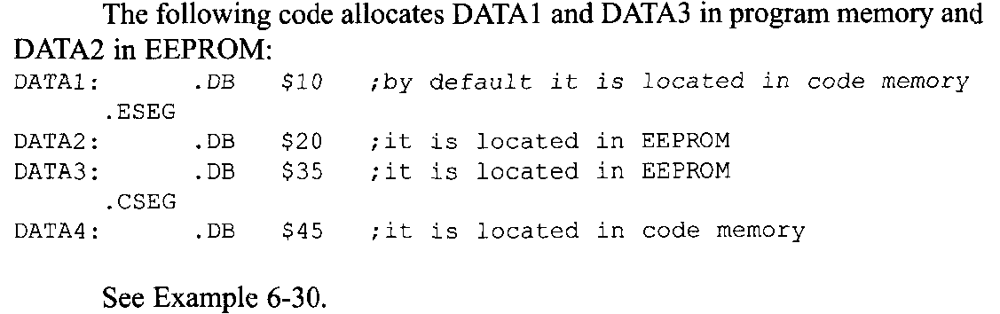 The following code allocates DATA1 and DATA3 in program memory and
DATA2 in EEPROM:
DATA1: .DB $10 ;by default it is located in code memory
.ESEG
DATA2: .DB $20 ;it is located in EEPROM
DATA3: .DB $35 ;it is located in EEPROM
.CSEG
DATA4: .DB $45 ;it is located in code memory
See Example 6-30.